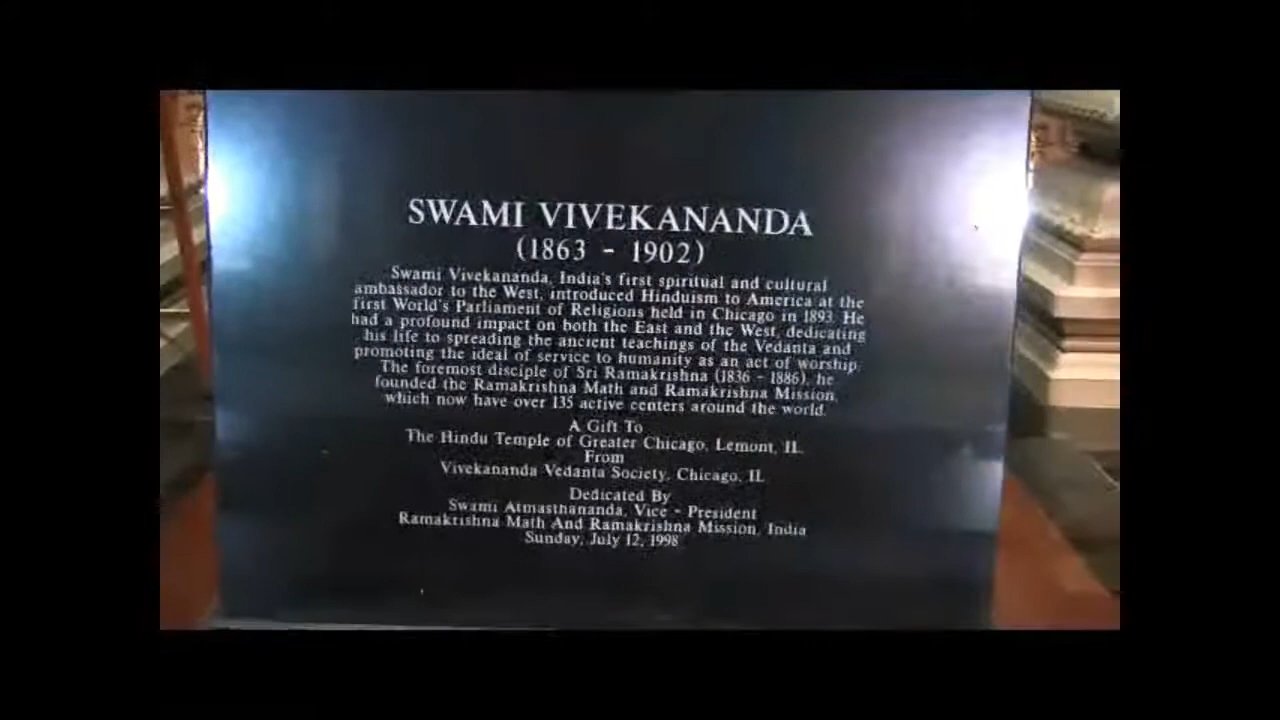 SWAMI VIVEKANANDA
(1863 - 1902)
Swami Vivekananda, India's first spiritual and cultural
ambassador to the West, introduced Hinduism to America at the
first World's Parliament of Religions held in Chicago in 1893. He
had a profound impact on both the East and the West, dedicating
his life to spreading the ancient teachings of the Vedanta and
promoting the ideal of service to humanity as an act of worship.
The foremost disciple of Sri Ramakrishna (1836 - 1886), he
founded the Ramakrishna Math and Ramakrishna Mission,
which now have over 135 active centers around the world.
A Gift To
The Hindu Temple of Greater Chicago, Lemont, IL.
From
Vivekananda Vedanta Society, Chicago, IL
Dedicated By
Swami Atmasthananda, Vice - President
Ramakrishna Math And Ramakrishna Mission, India
Sunday, July 12, 1998